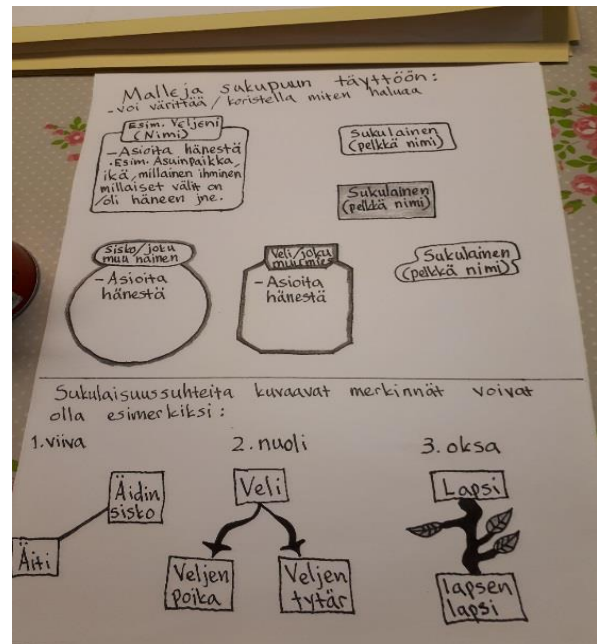 Malleja sukupuun täyttöön:
-voi värittää / koristella miten haluaa
Esim. Veljeni
(Nimi)
-Asioita hänestä
•Esim. Asuinpaikka,
ikä, millainen ihminen
millaiset välit on
/oli häneen jne.
Sukulainen
(pelkkä nimi)
Sukulainen
(pelkkä nimi)
Sisko/joku
muu nainen
-Asioita
hänestä
Veli/joku
muu mies
-Asioita
hänestä
Sukulainen
(pelkkä nimi)
Sukulaisuussuhteita kuvaavat merkinnät voivat
olla esimerkiksi:
1. viiva
Äidin
sisko
Äiti
2. nuoli
Veli
Veljen
poika
Veljen
tytär
3. oksa
Lapsi
lapsen
lapsi